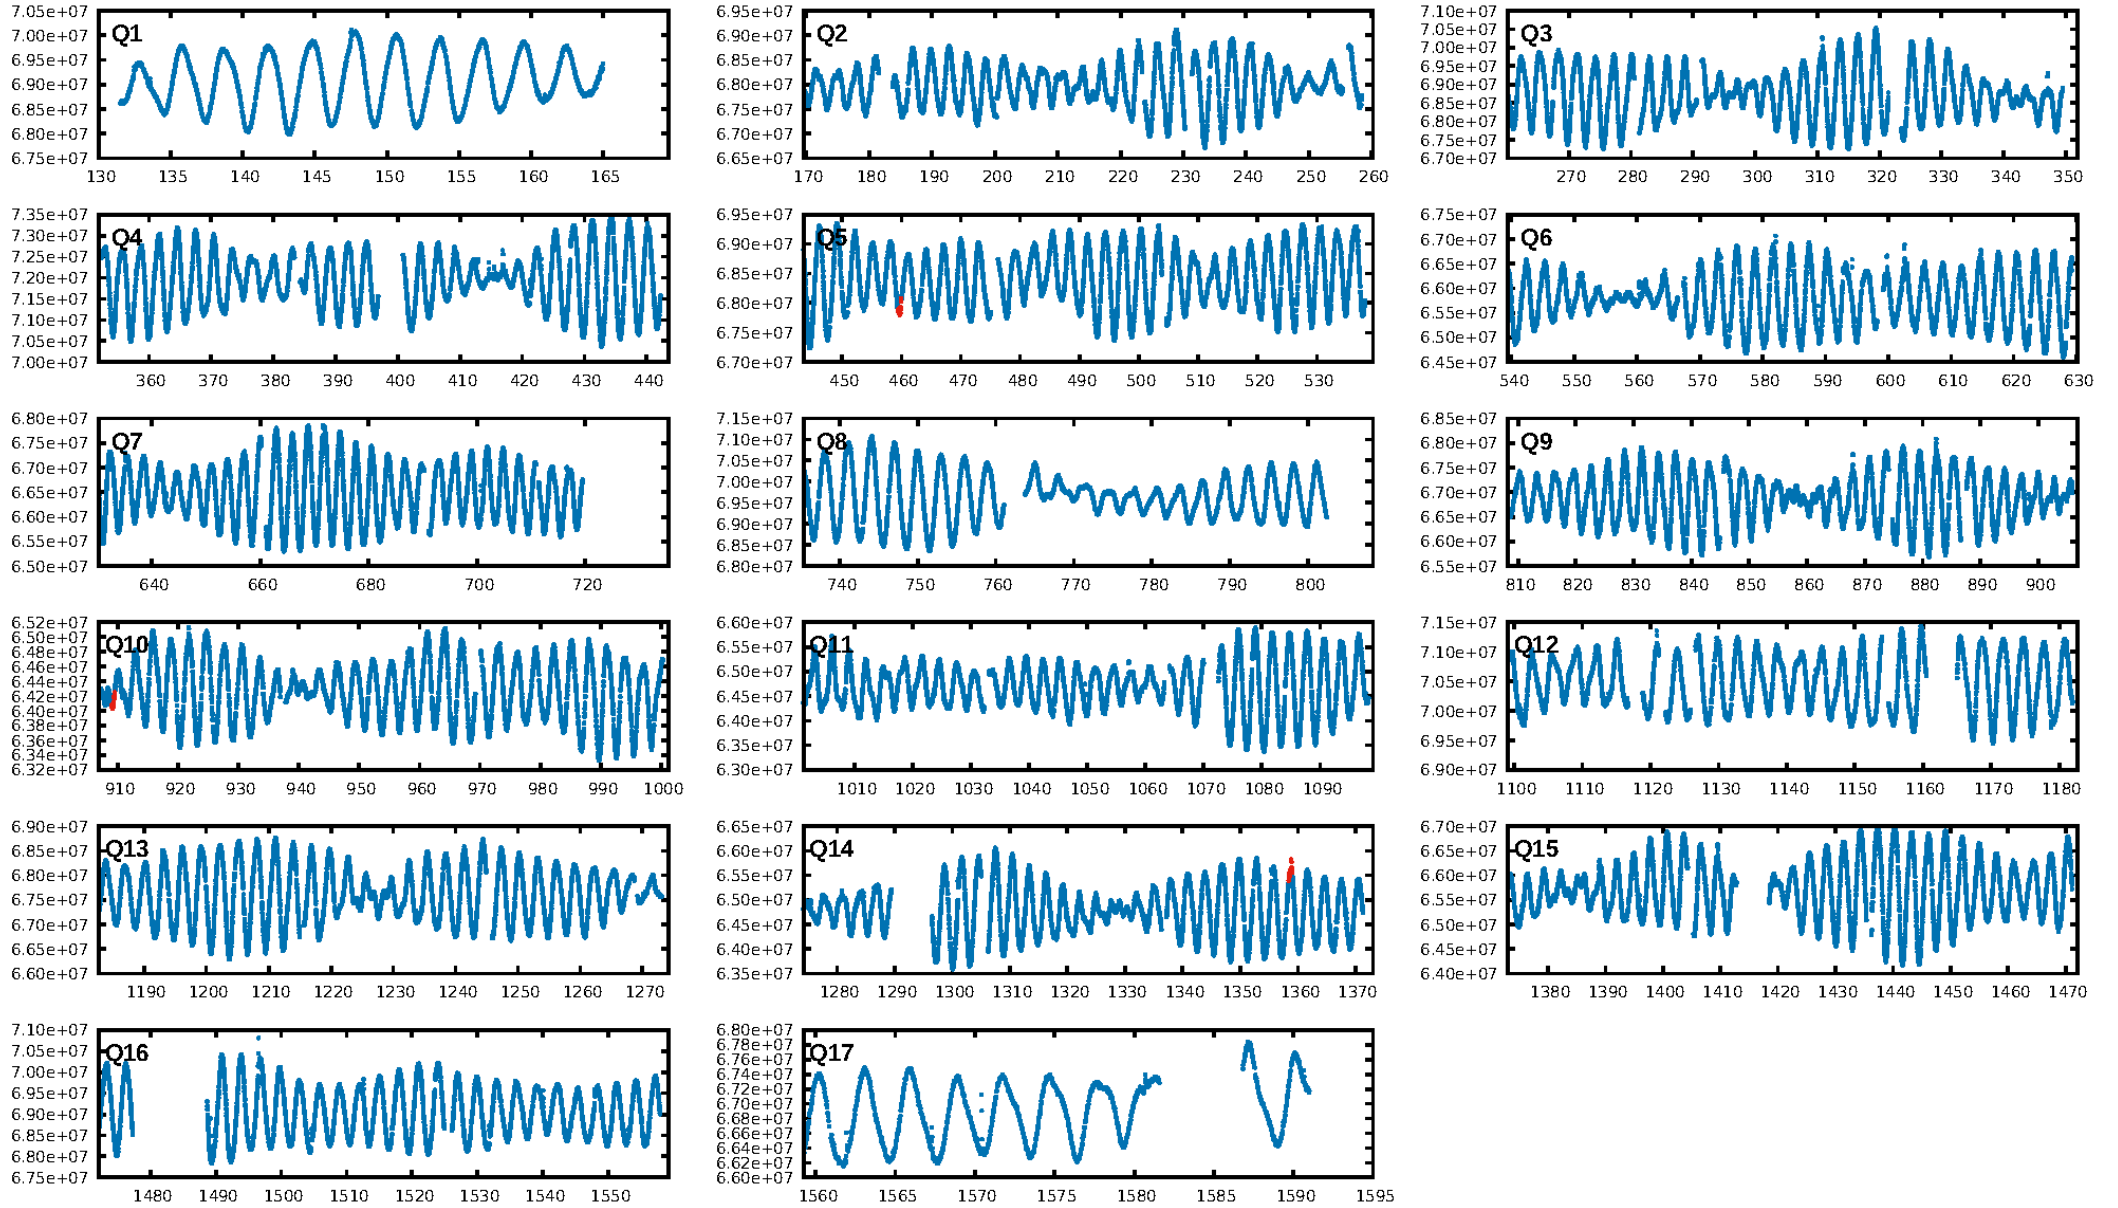 7.05e+07 7.00e+07 6.95e+07 6.90e+07 6.85e+07 6.80e+07 6.75e+07
Q1
130 135 140 145 150 155 160 165
6.95e+07 6.90e+07 6.85e+07 6.80e+07 6.75e+07 6.70e+07 6.65e+07
Q2
170 180 190 200 210 220 230 240 250 260
7.10e+07 7.05e+07 7.00e+07 6.95e+07 6.90e+07 6.85e+07 6.80e+07 6.75e+07 6.70e+07
Q3
270 280 290 300 310 320 330 340 350
7.35e+07 7.30e+07 7.25e+07 7.20e+07 7.15e+07 7.10e+07 7.05e+07 7.00e+07
Q4
360 370 380 390 400 410 420 430 440
6.95e+07 6.90e+07 6.85e+07 6.80e+07 6.75e+07 6.70e+07
Q5
450 460 470 480 490 500 510 520 530
6.75e+07 6.70e+07 6.65e+07 6.60e+07 6.55e+07 6.50e+07 6.45e+07
Q6
540 550 560 570 580 590 600 610 620 630
6.80e+07 6.75e+07 6.70e+07 6.65e+07 6.60e+07 6.55e+07 6.50e+07
Q7
640 660 680 700 720
7.15e+07 7.10e+07 7.05e+07 7.00e+07 6.95e+07 6.90e+07 6.85e+07 6.80e+07
Q8
740 750 760 770 780 790 800
6.85e+07 6.80e+07 6.75e+07 6.70e+07 6.65e+07 6.60e+07 6.55e+07
Q9
810 820 830 840 850 860 870 880 890 900
6.52e+07 6.50e+07 6.48e+07 6.46e+07 6.44e+07 6.42e+07 6.40e+07 6.38e+07 6.36e+07 6.34e+07 6.32e+07
Q10
910 920 930 940 950 960 970 980 990 1000
6.60e+07 6.55e+07 6.50e+07 6.45e+07 6.40e+07 6.35e+07 6.30e+07
Q11
1010 1020 1030 1040 1050 1060 1070 1080 1090
7.15e+07 7.10e+07 7.05e+07 7.00e+07 6.95e+07 6.90e+07
Q12
1100 1110 1120 1130 1140 1150 1160 1170 1180
6.90e+07 6.85e+07 6.80e+07 6.75e+07 6.70e+07 6.65e+07 6.60e+07
Q13
1190 1200 1210 1220 1230 1240 1250 1260 1270
6.65e+07 6.60e+07 6.55e+07 6.50e+07 6.45e+07 6.40e+07 6.35e+07
Q14
1280 1290 1300 1310 1320 1330 1340 1350 1360 1370
6.70e+07 6.65e+07 6.60e+07 6.55e+07 6.50e+07 6.45e+07 6.40e+07
Q15
1380 1390 1400 1410 1420 1430 1440 1450 1460 1470
7.10e+07 7.05e+07 7.00e+07 6.95e+07 6.90e+07 6.85e+07 6.80e+07 6.75e+07
Q16
1480 1490 1500 1510 1520 1530 1540 1550
6.80e+07 6.78e+07 6.76e+07 6.74e+07 6.72e+07 6.70e+07 6.68e+07 6.66e+07 6.64e+07 6.62e+07 6.60e+07
Q17
1560 1565 1570 1575 1580 1585 1590 1595